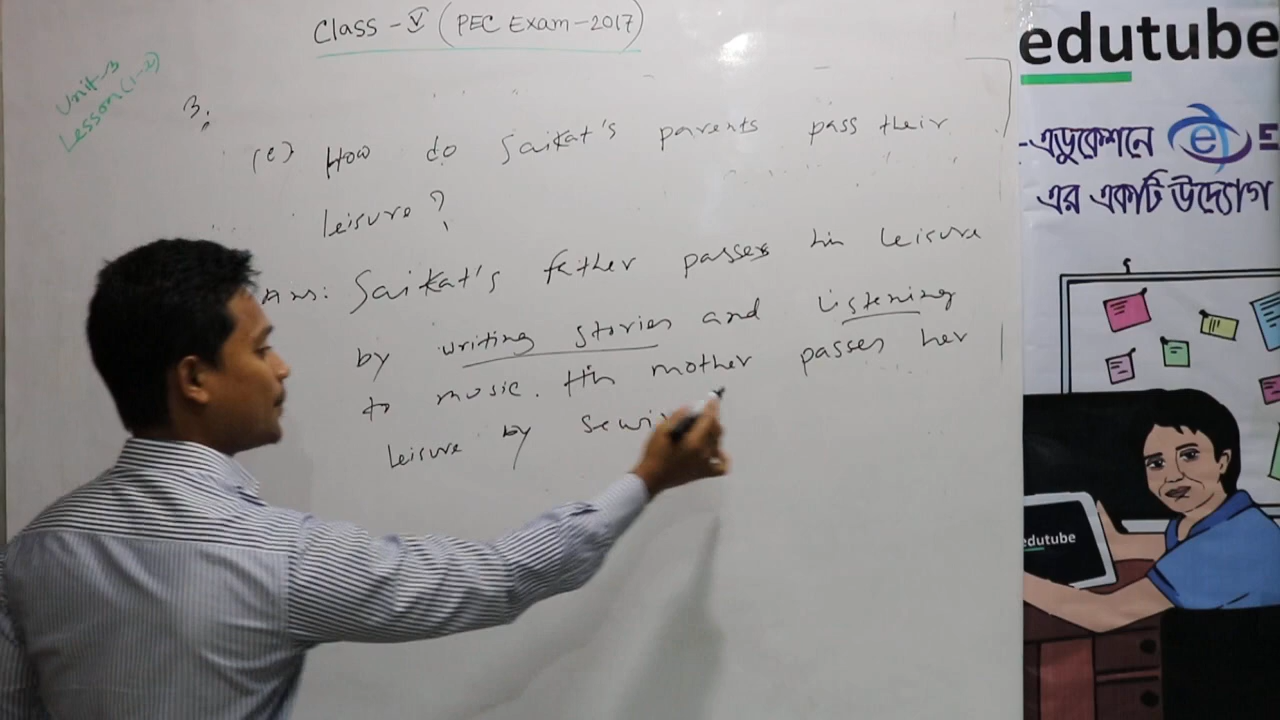 Class - V (PEC Exam-2017)
Unit-3
Lesson (1-2)
3.
(e) How do Saikat's parents pass their
leisure?
Ans: Saikat's father passes his leisure
by writing stories and listening
to music. His mother passes her
leisure by sewin
edutube
-এডুকেশনে e E
এর একটি উদ্যোগ
edutube